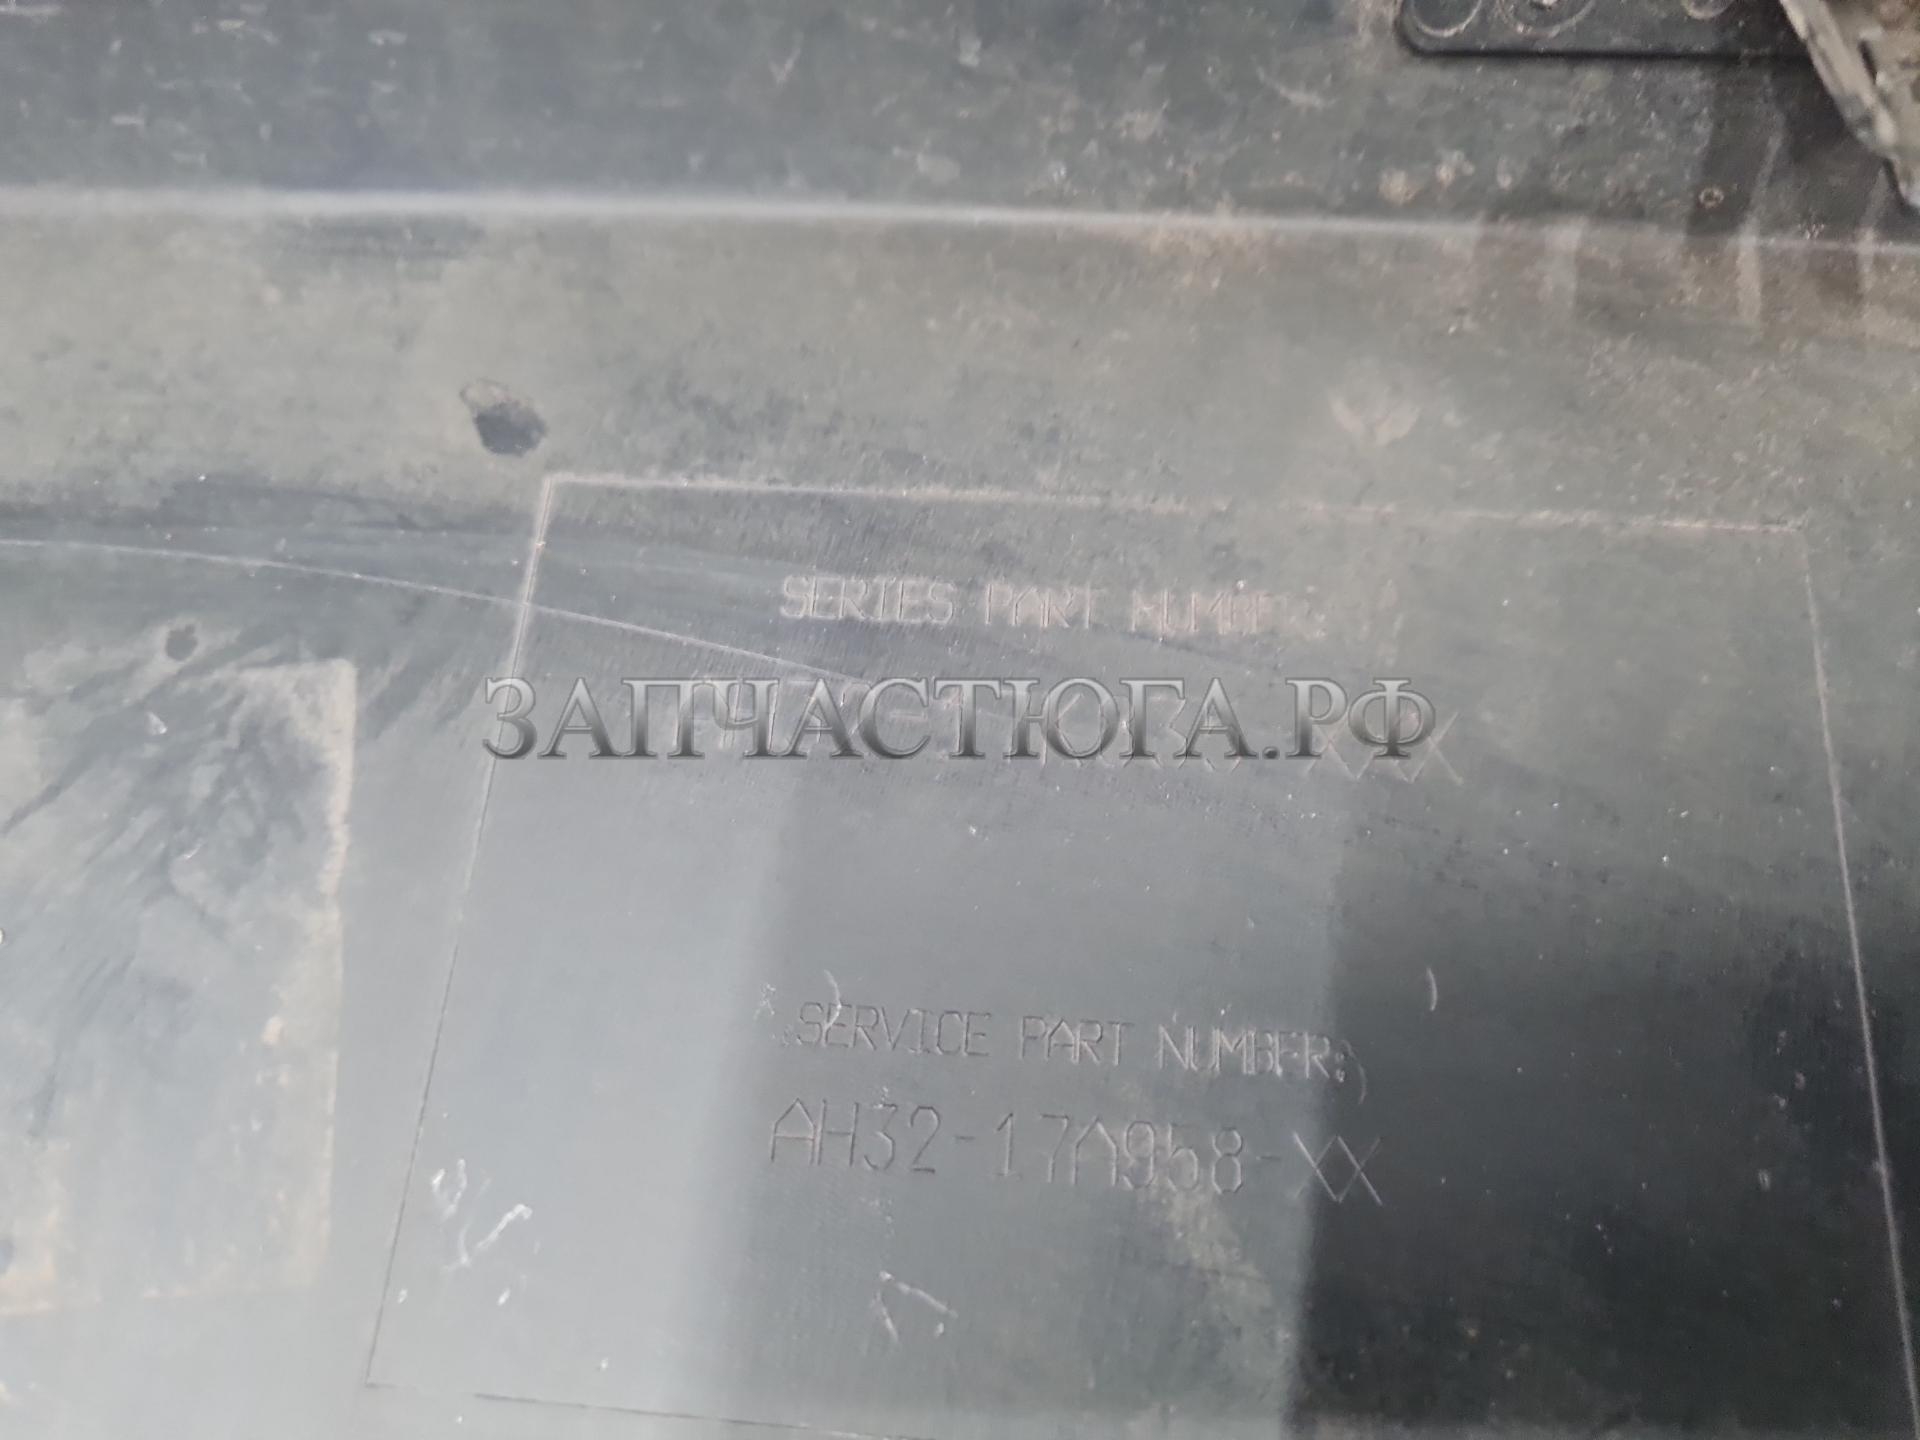 SERIES PART NUMBER:
ЗАПЧАСТЮГА.РФ
SERVICE PART NUMBER:
AH32-17A958-XX